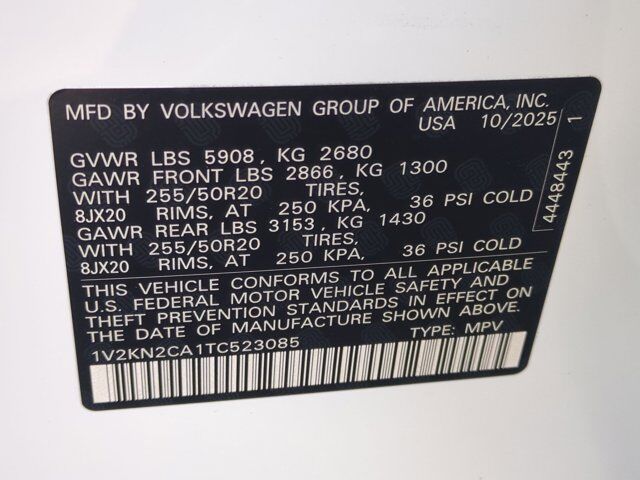 MFD BY VOLKSWAGEN GROUP OF AMERICA, INC.
USA 10/2025
GVWR LBS 5908, KG 2680
GAWR FRONT LBS 2866, KG 1300
WITH 255/50R20 TIRES,
8JX20 RIMS, AT 250 KPA, 36 PSI COLD
GAWR REAR LBS 3153, KG 1430
WITH 255/50R20 TIRES,
8JX20 RIMS, AT 250 KPA, 36 PSI COLD
THIS VEHICLE CONFORMS TO ALL APPLICABLE
U.S. FEDERAL MOTOR VEHICLE SAFETY AND
THEFT PREVENTION STANDARDS IN EFFECT ON
THE DATE OF MANUFACTURE SHOWN ABOVE.
1V2KN2CA1TC523085 TYPE: MPV
4448443 1